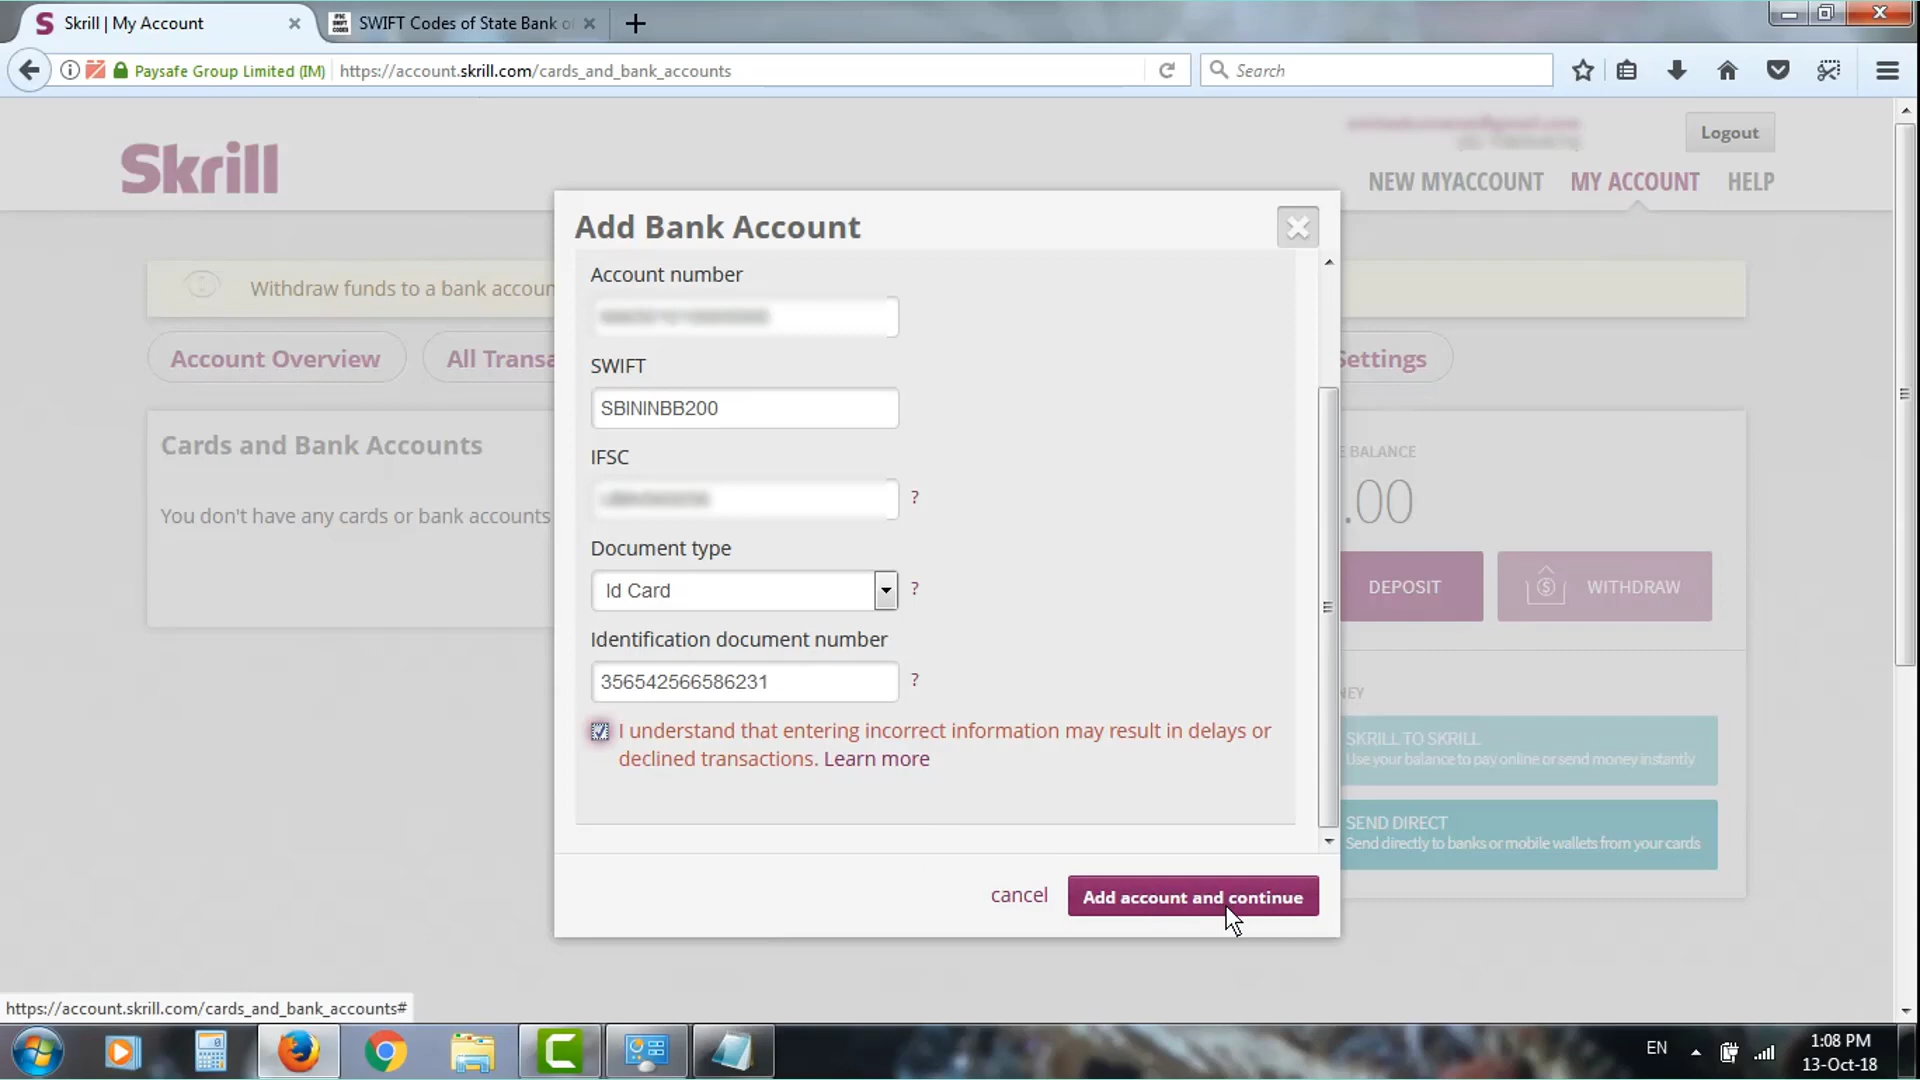 Skrill | My Account
SWIFT Codes of State Bank o
Paysafe Group Limited (IM)
https://account.skrill.com/cards_and_bank_accounts
Search
Skrill
Logout
NEW MYACCOUNT
MY ACCOUNT
HELP
Withdraw funds to a bank accoun
Account Overview
All Transa
Settings
Cards and Bank Accounts
You don't have any cards or bank accounts
Add Bank Account
Account number
SWIFT
SBININBB200
IFSC
?
Document type
Id Card
?
Identification document number
356542566586231
?
I understand that entering incorrect information may result in delays or
declined transactions. Learn more
cancel
Add account and continue
E BALANCE
.00
DEPOSIT
WITHDRAW
NEY
SKRILL TO SKRILL
Use your balance to pay online or send money instantly
SEND DIRECT
Send directly to banks or mobile wallets from your cards
https://account.skrill.com/cards_and_bank_accounts#
EN
1:08 PM
13-Oct-18